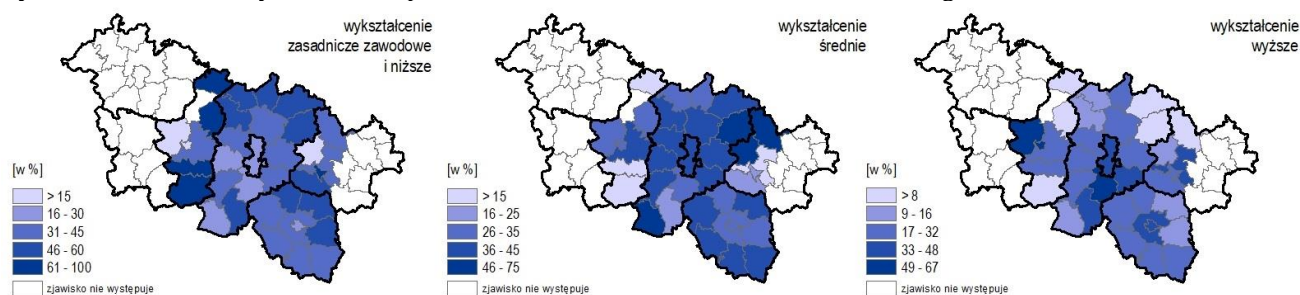 wykształcenie
zasadnicze zawodowe
i niższe
[w %]
> 15
16 - 30
31 - 45
46 - 60
61 - 100
zjawisko nie występuje
wykształcenie
średnie
[w %]
> 15
16 - 25
26 - 35
36 - 45
46 - 75
zjawisko nie występuje
wykształcenie
wyższe
[w %]
> 8
9 - 16
17 - 32
33 - 48
49 - 67
zjawisko nie występuje